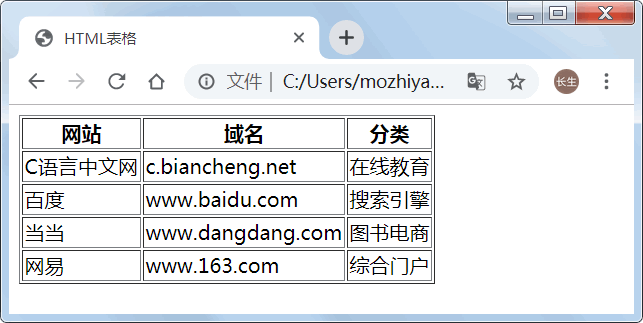 HTML表格
文件 | C:/Users/mozhiya...
长生
网站 域名 分类
C语言中文网 c.biancheng.net 在线教育
百度 www.baidu.com 搜索引擎
当当 www.dangdang.com 图书电商
网易 www.163.com 综合门户